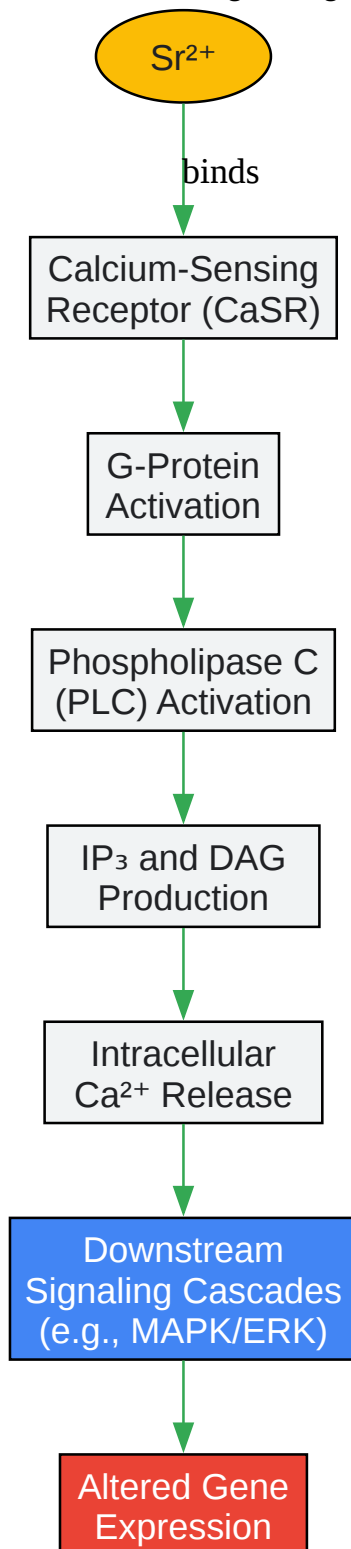 Sr²⁺
binds
Calcium-Sensing
Receptor (CaSR)
G-Protein
Activation
Phospholipase C
(PLC) Activation
IP₃ and DAG
Production
Intracellular
Ca²⁺ Release
Downstream
Signaling Cascades
(e.g., MAPK/ERK)
Altered Gene
Expression